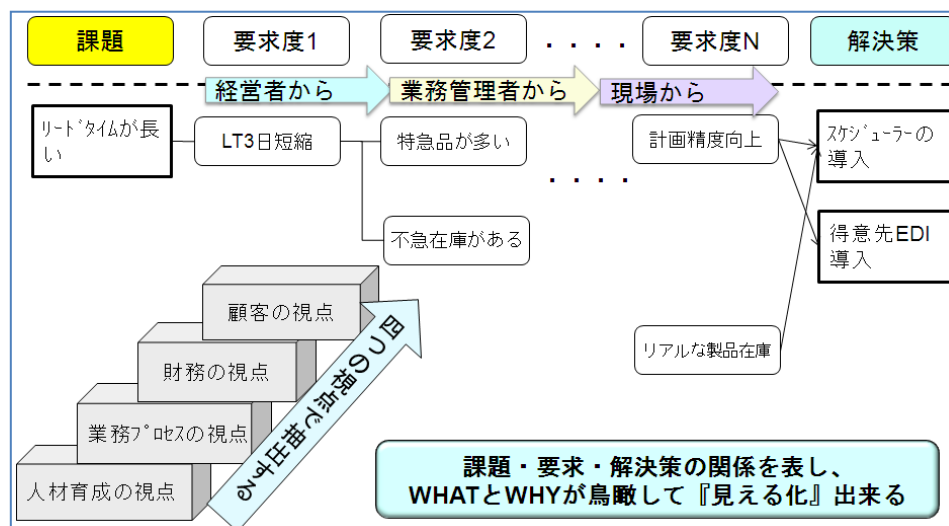 課題
要求度1
要求度2
・・・・
要求度N
解決策
経営者から
業務管理者から
現場から
ﾘｰﾄﾞﾀｲﾑが長
い
LT3日短縮
特急品が多い
計画精度向上
ｽｹｼﾞｭｰﾗｰの
導入
・・・・
不急在庫がある
得意先EDI
導入
顧客の視点
リアルな製品在庫
財務の視点
四つの視点で抽出する
業務ﾌﾟﾛｾｽの視点
人材育成の視点
課題・要求・解決策の関係を表し、
WHATとWHYが鳥瞰して『見える化』出来る